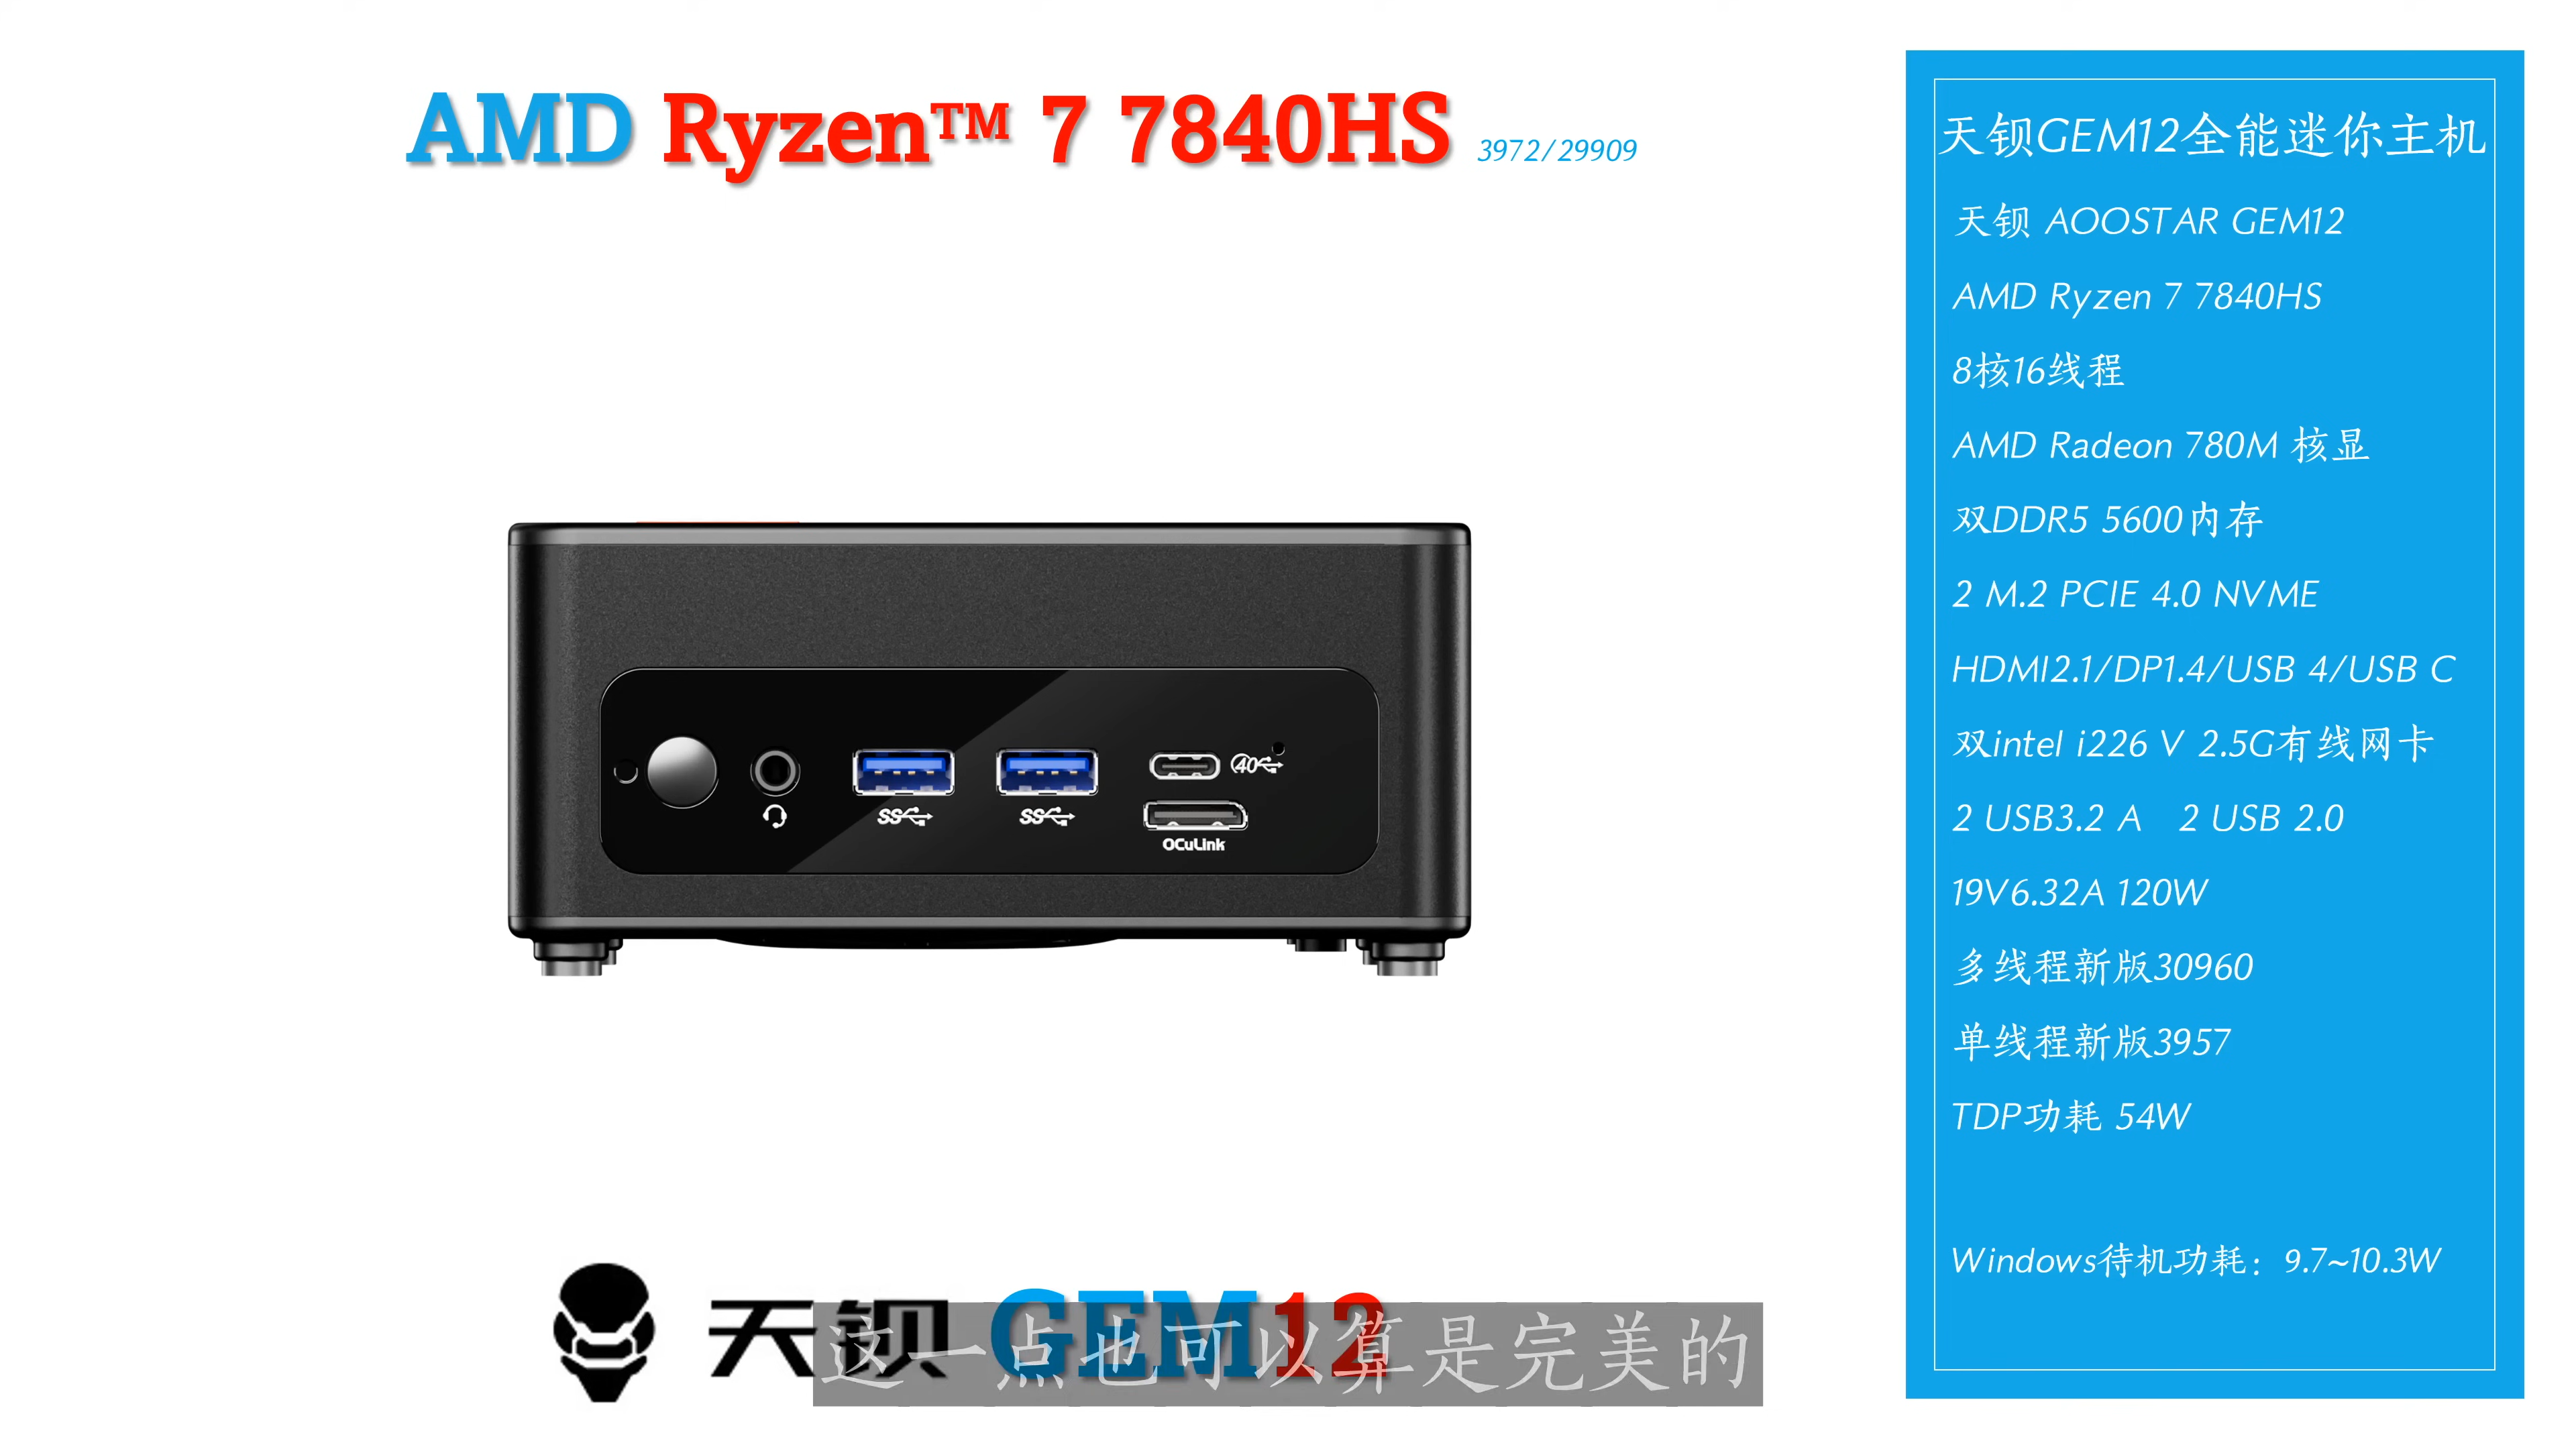 AMD Ryzen™ 7 7840HS 3972/29909
天钡GEM12全能迷你主机
天钡 AOOSTAR GEM12
AMD Ryzen 7 7840HS
8核16线程
AMD Radeon 780M 核显
双DDR5 5600内存
2 M.2 PCIE 4.0 NVME
HDMI2.1/DP1.4/USB 4/USB C
双intel i226 V 2.5G有线网卡
2 USB3.2 A 2 USB 2.0
19V6.32A 120W
多线程新版30960
单线程新版3957
TDP功耗 54W
Windows待机功耗：9.7~10.3W
40
SS
SS
OCuLink
天钡 GEM12
这一点也可以算是完美的